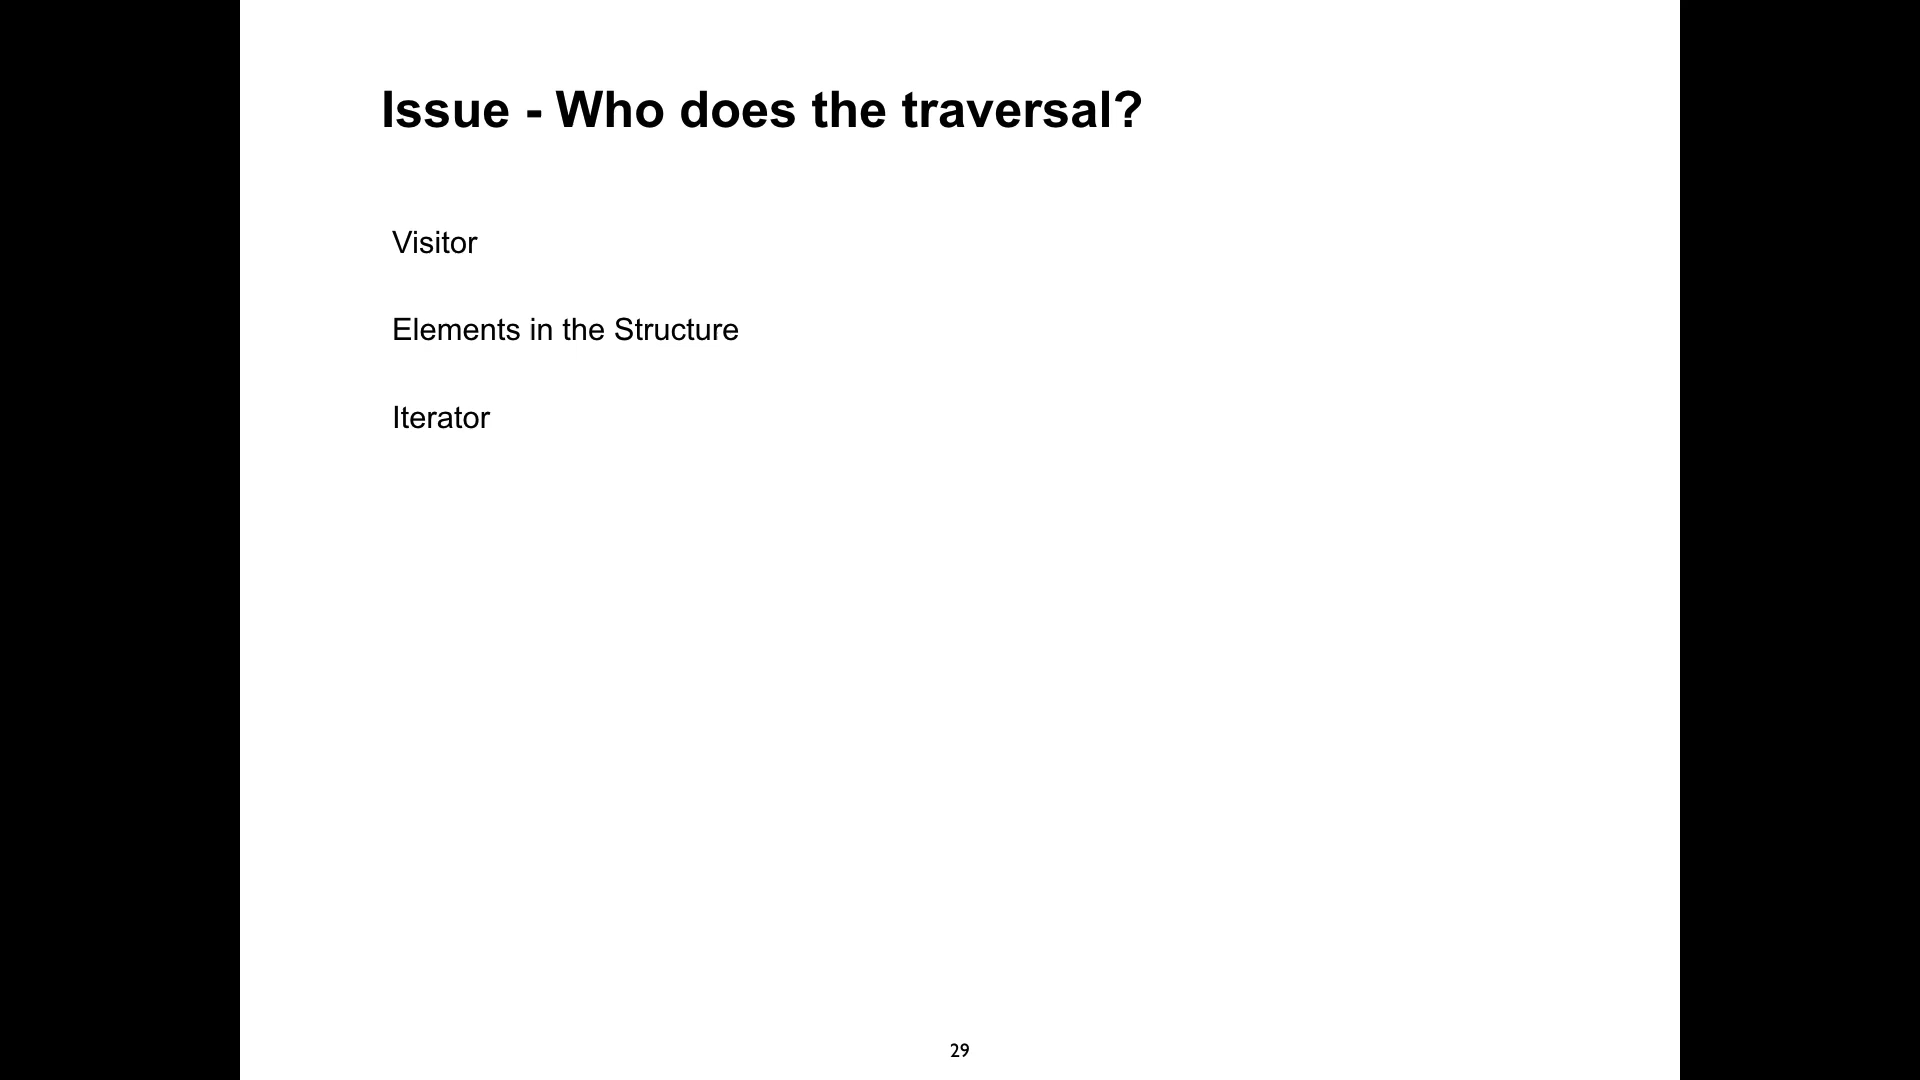 Issue - Who does the traversal?
Visitor
Elements in the Structure
Iterator
29